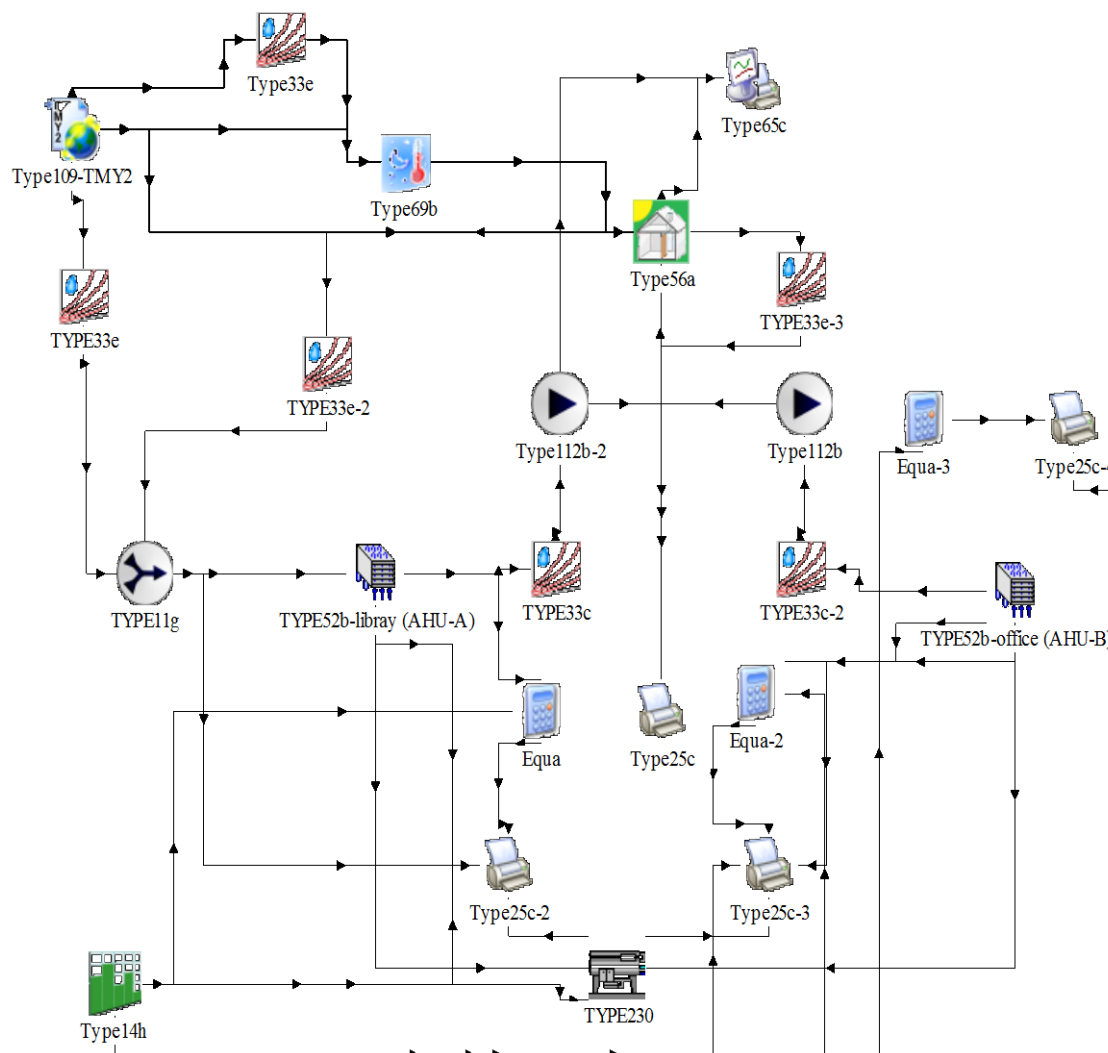 Type33e
Type65c
Type109-TMY2
Type69b
Type56a
TYPE33e
TYPE33e-3
TYPE33e-2
Type112b-2
Type112b
Equa-3
Type25c-4
TYPE11g
TYPE52b-libray (AHU-A)
TYPE33c
TYPE33c-2
TYPE52b-office (AHU-B)
Equa
Type25c
Equa-2
Type25c-2
Type25c-3
TYPE230
Type14h